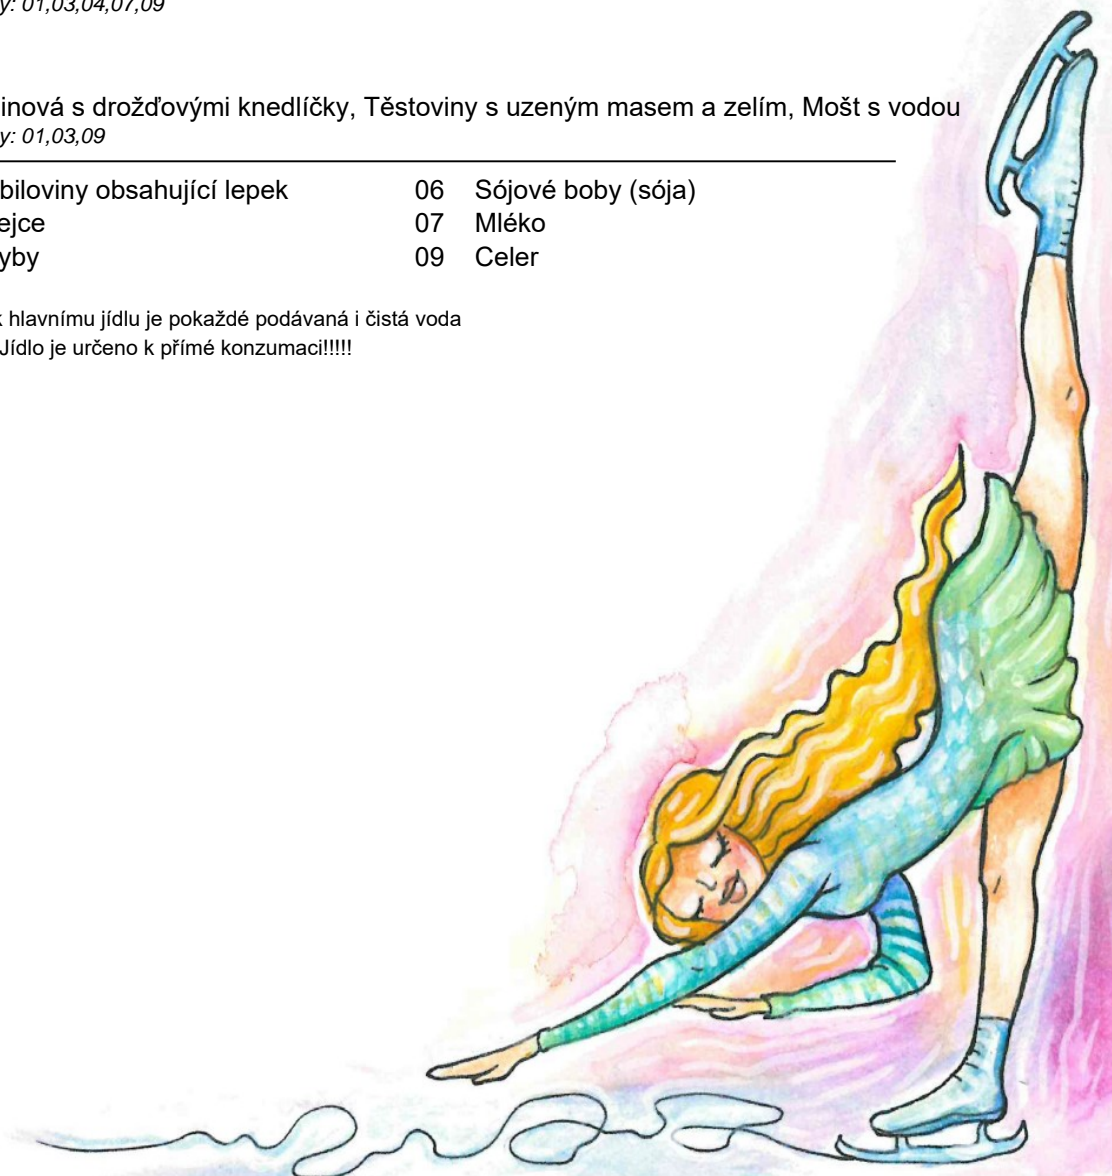 y: 01,03,04,07,09
inová s drožďovými knedlíčky, Těstoviny s uzeným masem a zelím, Mošt s vodou
y: 01,03,09
biloviny obsahující lepek 06 Sójové boby (sója)
ejce 07 Mléko
yby 09 Celer
k hlavnímu jídlu je pokaždé podávaná i čistá voda
Jídlo je určeno k přímé konzumaci!!!!!